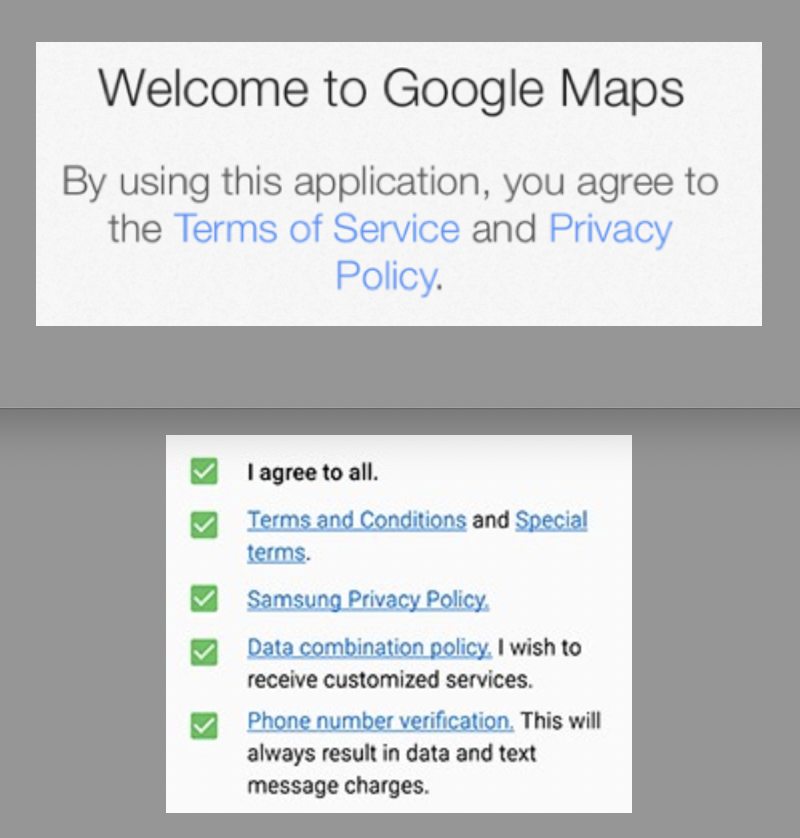 Welcome to Google Maps
By using this application, you agree to
the Terms of Service and Privacy
Policy.
I agree to all.
Terms and Conditions and Special
terms.
Samsung Privacy Policy.
Data combination policy. I wish to
receive customized services.
Phone number verification. This will
always result in data and text
message charges.